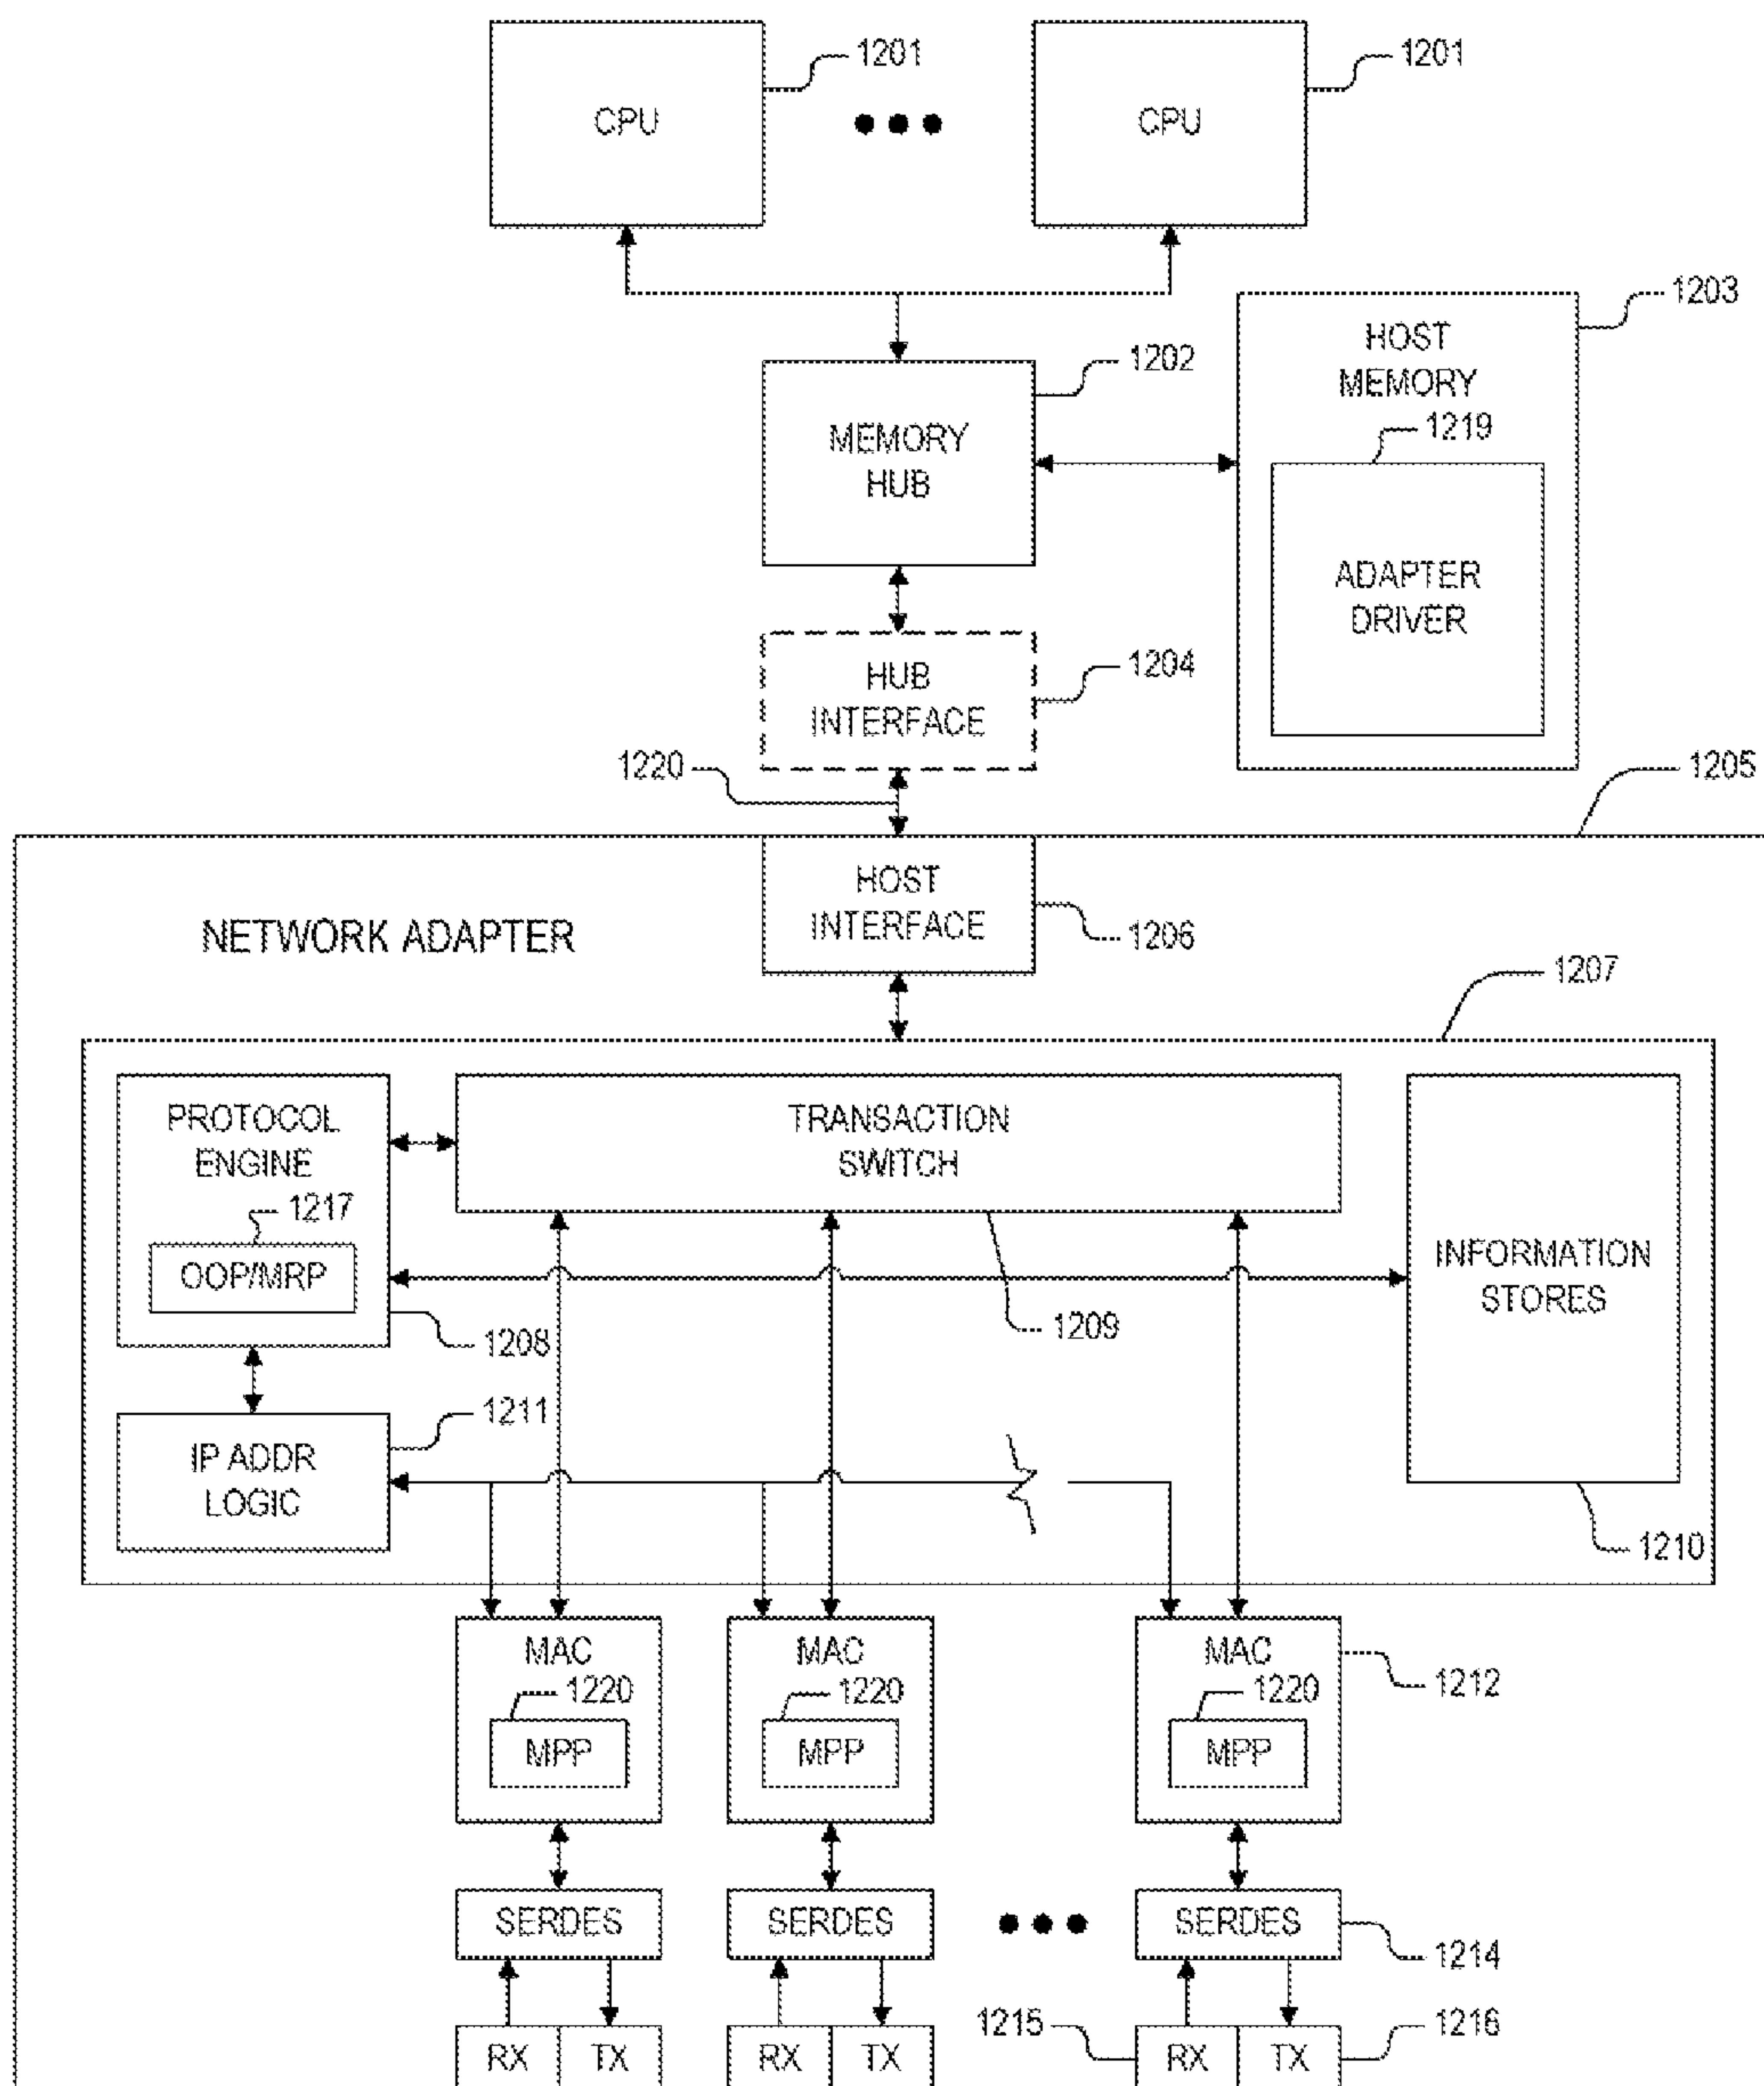 1201
1201
CPU
CPU
1203
HOST
MEMORY
1202
1219
MEMORY
HUB
ADAPTER
DRIVER
1204
HUB
INTERFACE
1220
1205
HOST
INTERFACE
1206
NETWORK ADAPTER
1207
PROTOCOL
ENGINE
TRANSACTION
SWITCH
1217
OOP/MRP
INFORMATION
STORES
1208
1209
1211
IP ADDR
LOGIC
1210
MAC
MAC
MAC
1212
1220
1220
1220
MPP
MPP
MPP
SERDES
SERDES
SERDES
1214
1215
1216
RX
TX
RX
TX
RX
TX